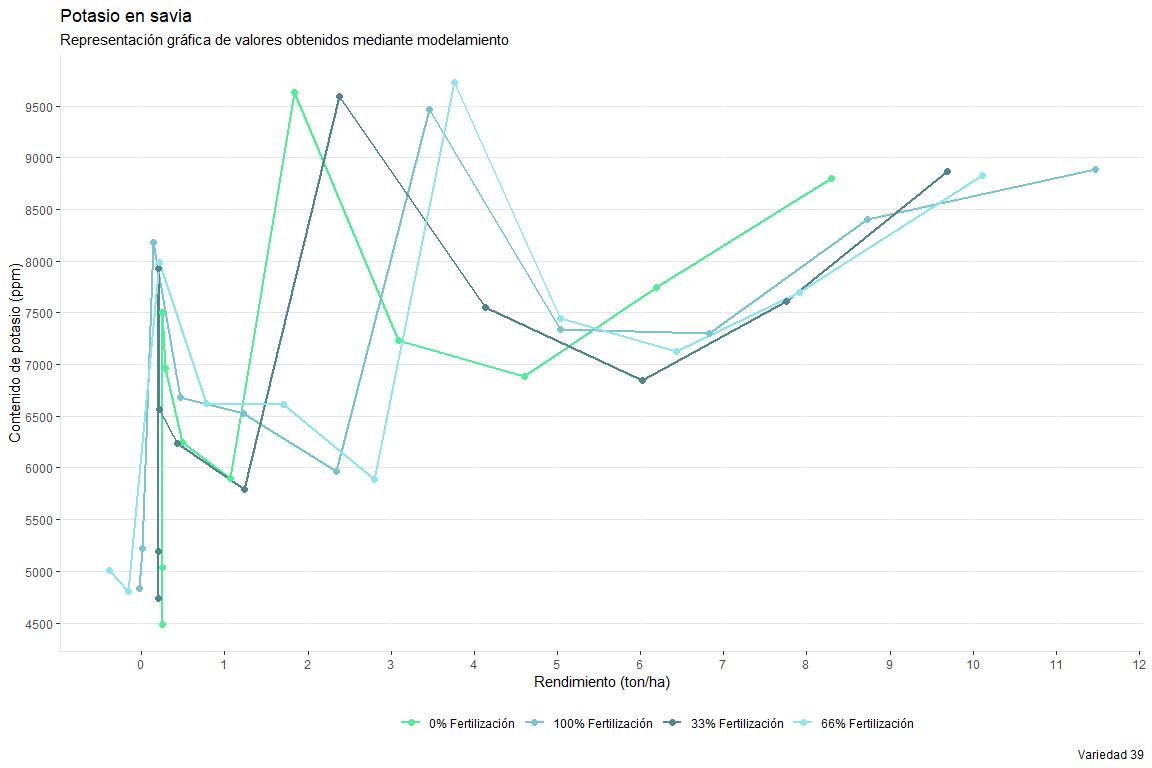 Potasio en savia
Representación gráfica de valores obtenidos mediante modelamiento
Contenido de potasio (ppm)
9500
9000
8500
8000
7500
7000
6500
6000
5500
5000
4500
0 1 2 3 4 5 6 7 8 9 10 11 12
Rendimiento (ton/ha)
0% Fertilización 100% Fertilización 33% Fertilización 66% Fertilización
Variedad 39